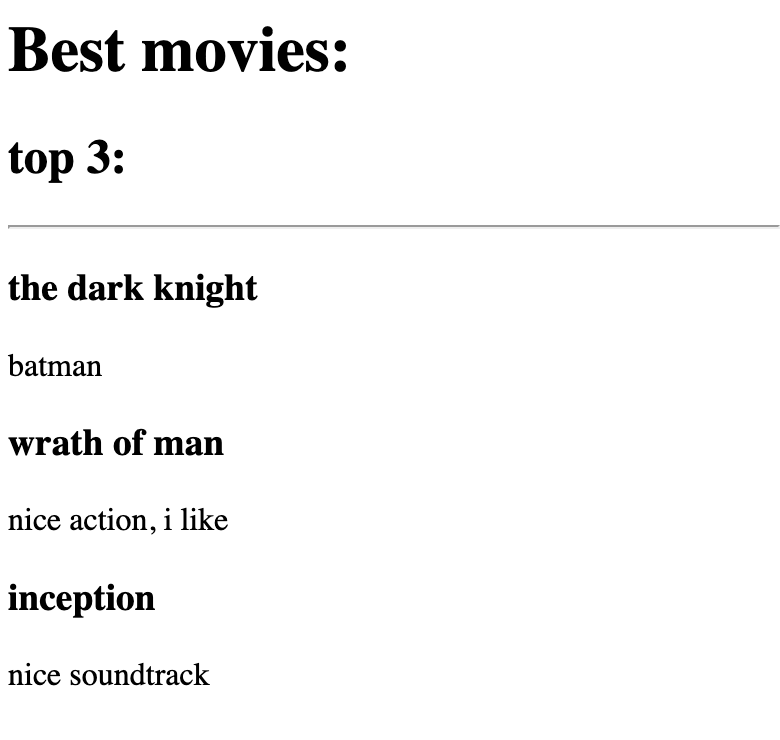 Best movies:
top 3:
the dark knight
batman
wrath of man
nice action, i like
inception
nice soundtrack